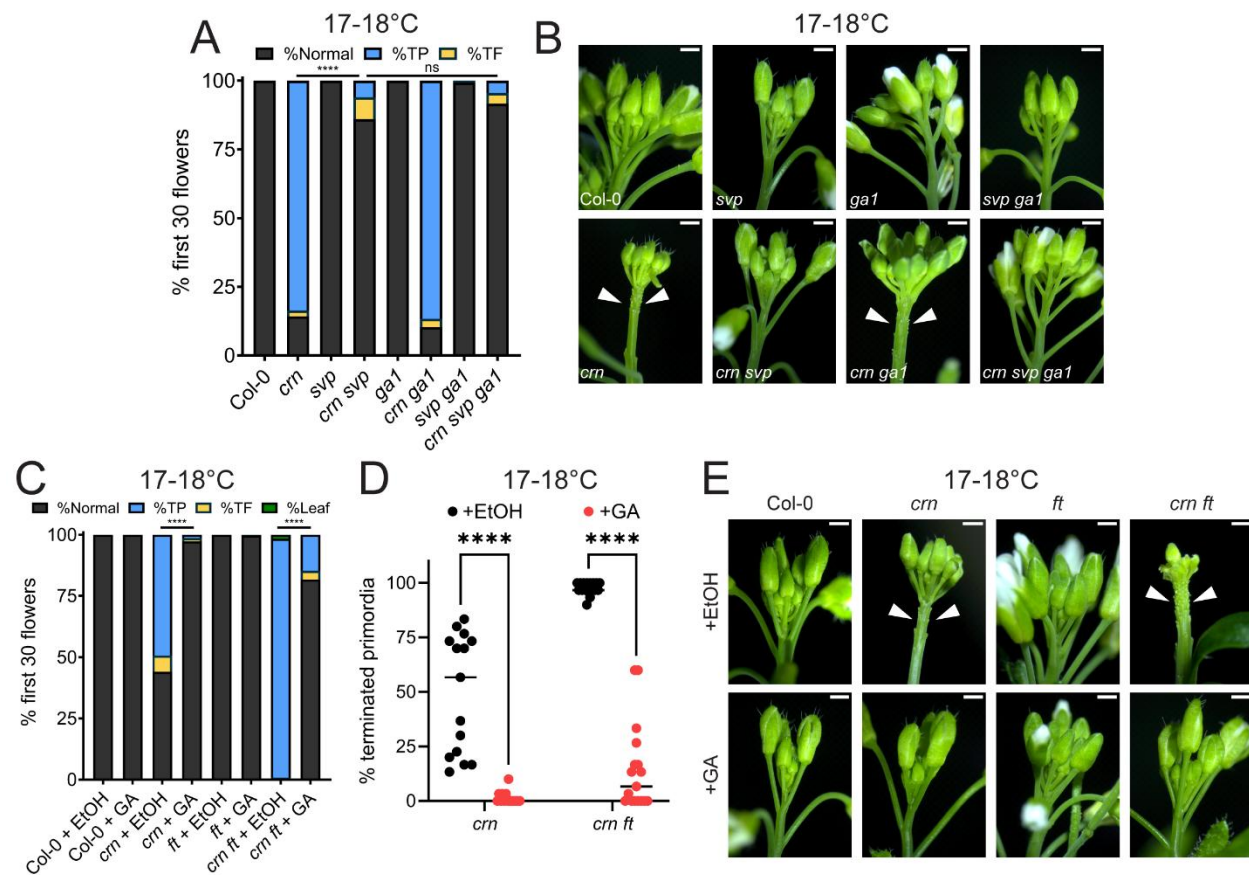 A
17-18°C
%Normal %TP %TF
**** ns
% first 30 flowers
100
75
50
25
0
Col-0 crn svp crn svp ga1 crn ga1 svp ga1 crn svp ga1
B
17-18°C
Col-0 svp ga1 svp ga1
crn crn svp crn ga1 crn svp ga1
C
17-18°C
%Normal %TP %TF %Leaf
**** ****
% first 30 flowers
100
75
50
25
0
Col-0 + EtOH Col-0 + GA crn + EtOH crn + GA ft + EtOH ft + GA crn ft + EtOH crn ft + GA
D
17-18°C
+EtOH +GA
**** ****
% terminated primordia
100
75
50
25
0
crn crn ft
E
17-18°C
Col-0 crn ft crn ft
+EtOH
+GA